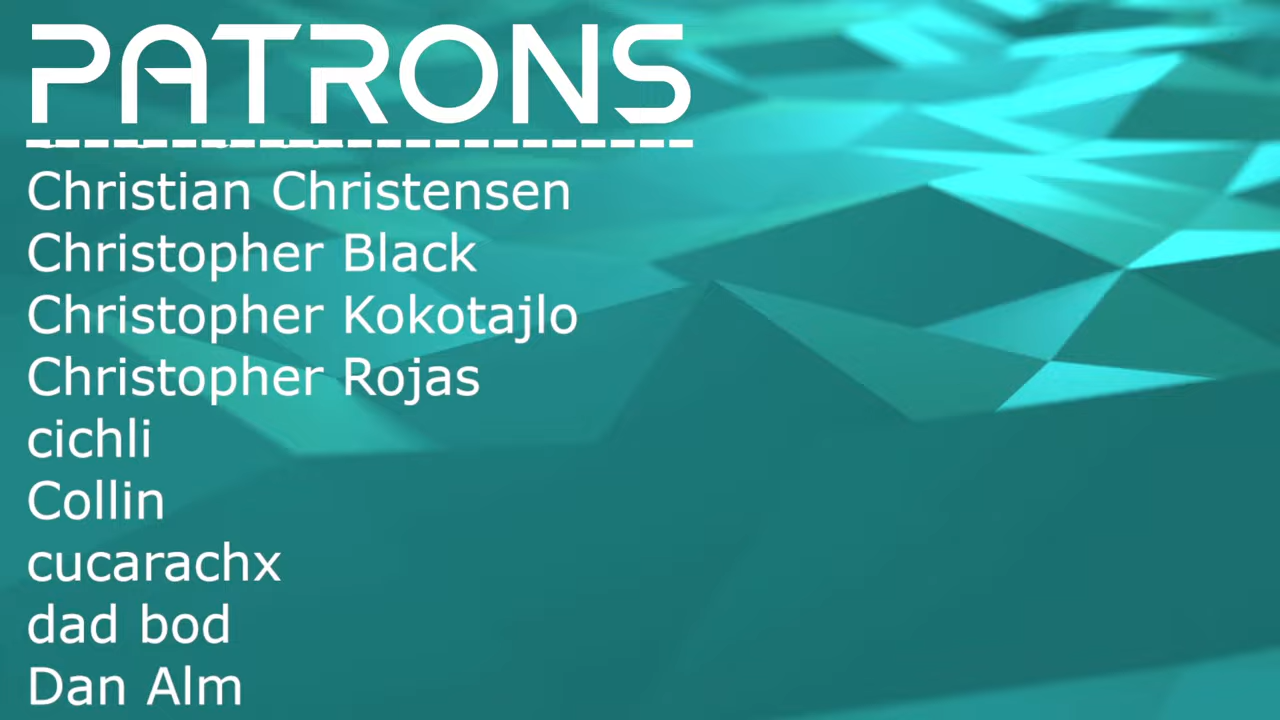 PATRONS
Christian Christensen
Christopher Black
Christopher Kokotajlo
Christopher Rojas
cichli
Collin
cucarachx
dad bod
Dan Alm